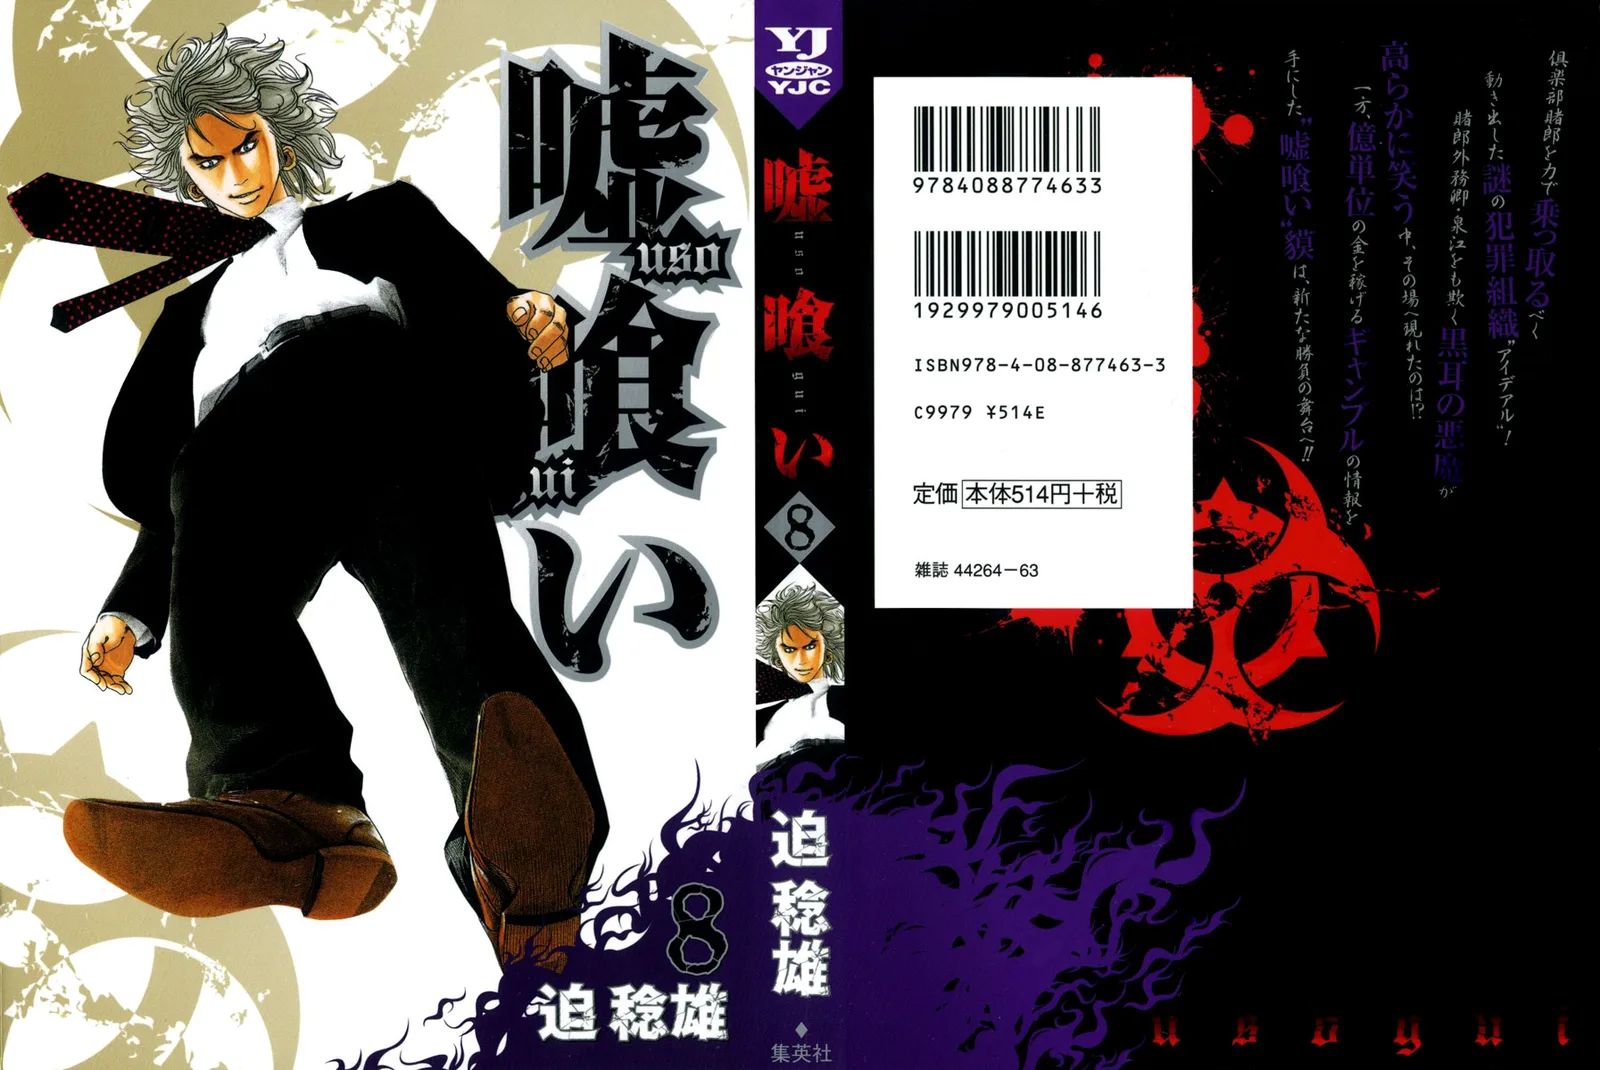 嘘喰い
uso
gui
8
迫稔雄
YJ
ヤンジャン
YJC
嘘喰い
usogui
8
迫稔雄
集英社
9784088774633
1929979005146
ISBN978-4-08-877463-3
C9979 ¥514E
定価 本体514円+税
雑誌 44264-63
倶楽部賭郎を力で乗っ取るべく
動き出した謎の犯罪組織“アイデアル”!
賭郎外務卿・泉江をも欺く黒耳の悪魔が
高らかに笑う中、その場へ現れたのは!?
一方、億単位の金を稼げるギャンブルの情報を
手にした“嘘喰い”貘は、新たな勝負の舞台へ!!
usogui